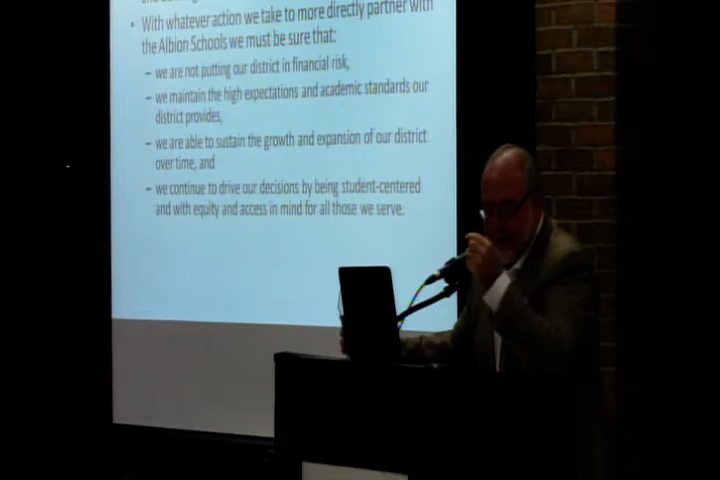 • With whatever action we take to more directly partner with
the Albion Schools we must be sure that:
– we are not putting our district in financial risk,
– we maintain the high expectations and academic standards our
district provides,
– we are able to sustain the growth and expansion of our district
over time, and
– we continue to drive our decisions by being student-centered
and with equity and access in mind for all those we serve.